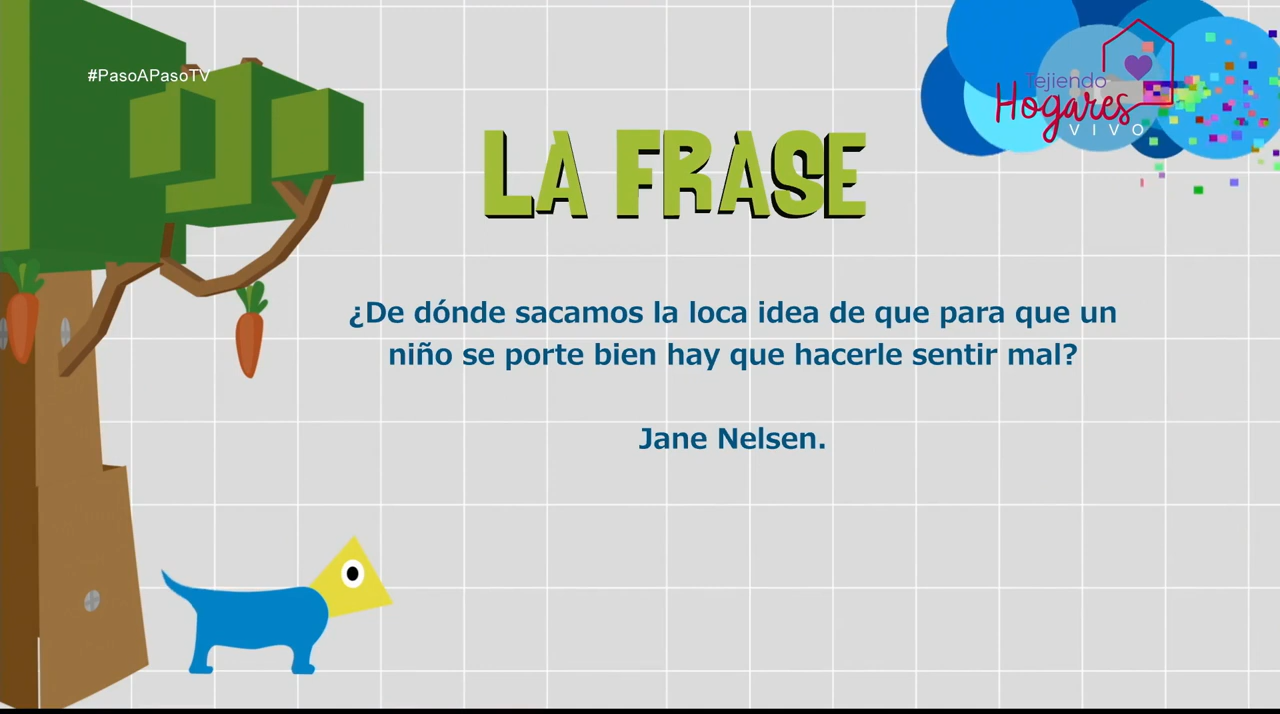 #PasoAPasoTV
Tejiendo
Hogares
VIVO
LA FRASE
¿De dónde sacamos la loca idea de que para que un
niño se porte bien hay que hacerle sentir mal?
Jane Nelsen.